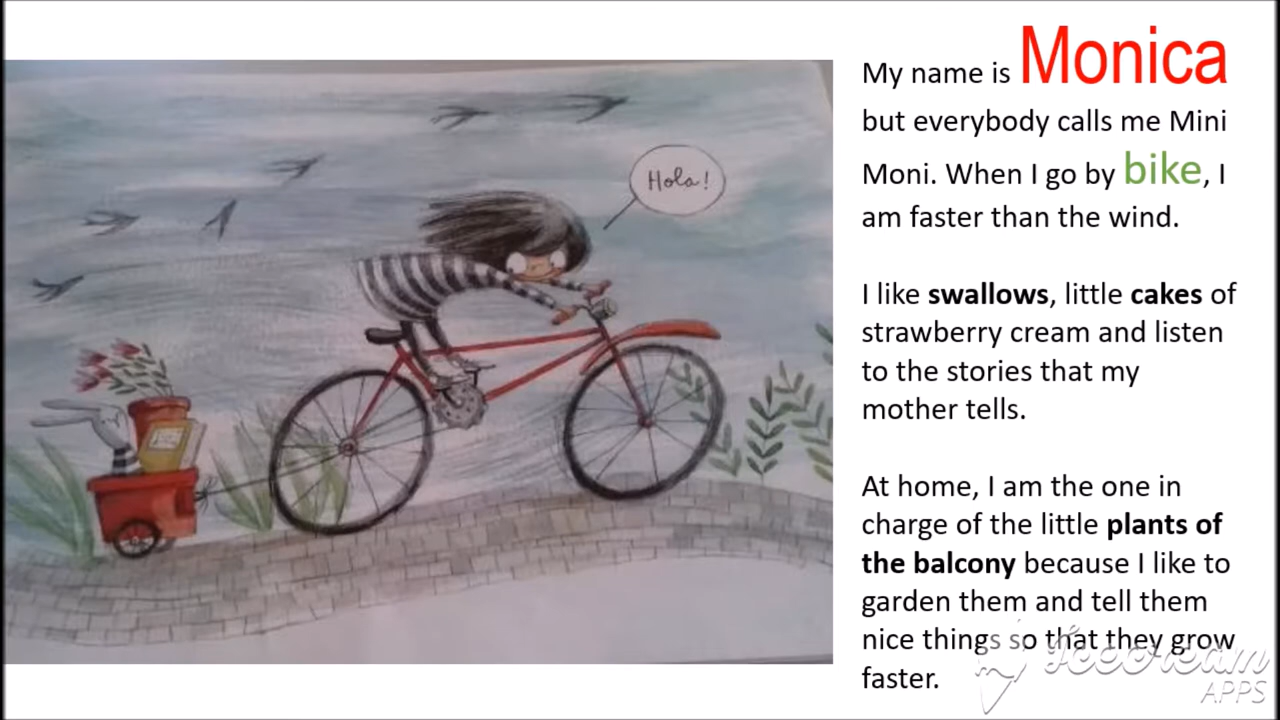 Hola!
My name is Monica
but everybody calls me Mini
Moni. When I go by bike, I
am faster than the wind.
I like swallows, little cakes of
strawberry cream and listen
to the stories that my
mother tells.
At home, I am the one in
charge of the little plants of
the balcony because I like to
garden them and tell them
nice things so that they grow
faster.
Icecream
APPS